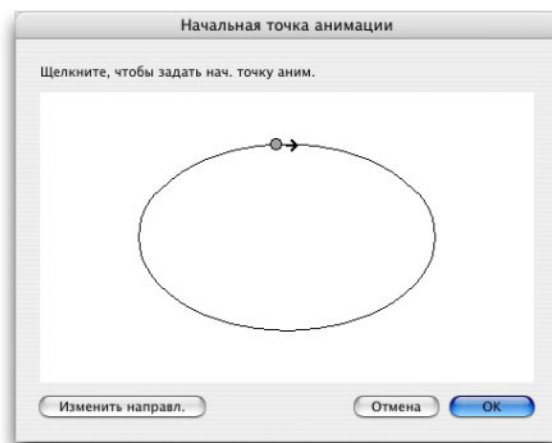 Начальная точка анимации
Щелкните, чтобы задать нач. точку аним.
Изменить направл.
Отмена
OK